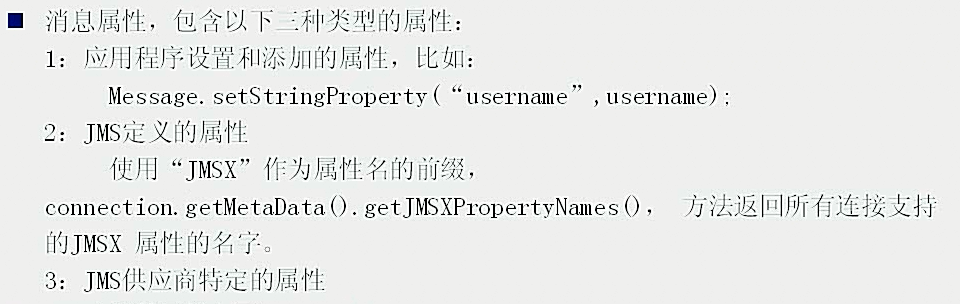 ■ 消息属性，包含以下三种类型的属性：
1：应用程序设置和添加的属性，比如：
Message.setStringProperty(“username”,username);
2：JMS定义的属性
使用“JMSX”作为属性名的前缀，
connection.getMetaData().getJMSXPropertyNames()， 方法返回所有连接支持
的JMSX 属性的名字。
3：JMS供应商特定的属性